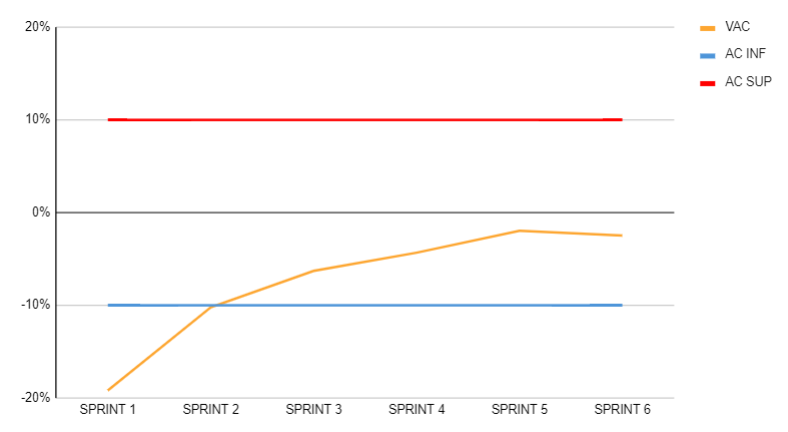 20%
10%
0%
-10%
-20%
SPRINT 1
SPRINT 2
SPRINT 3
SPRINT 4
SPRINT 5
SPRINT 6
VAC
AC INF
AC SUP